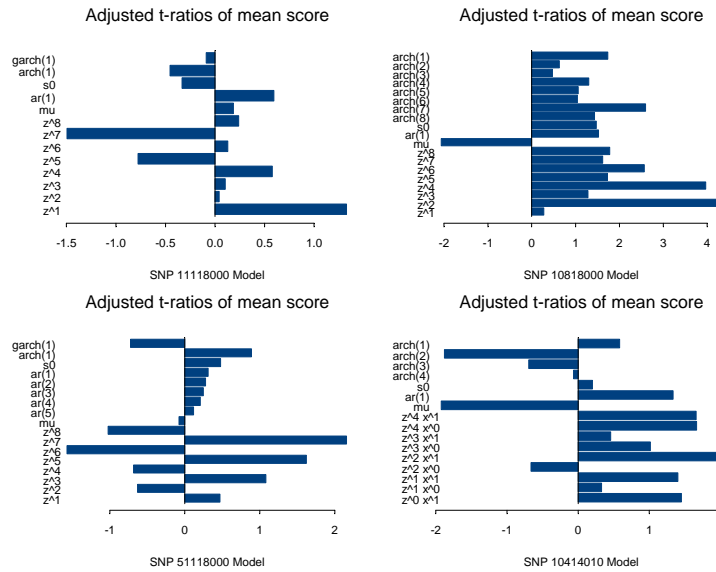 Adjusted t-ratios of mean score
garch(1)
arch(1)
s0
ar(1)
mu
z^8
z^7
z^6
z^5
z^4
z^3
z^2
z^1
-1.5 -1.0 -0.5 0.0 0.5 1.0
SNP 11118000 Model
Adjusted t-ratios of mean score
arch(1)
arch(2)
arch(3)
arch(4)
arch(5)
arch(6)
arch(7)
arch(8)
s0
ar(1)
mu
z^8
z^7
z^6
z^5
z^4
z^3
z^2
z^1
-2 -1 0 1 2 3 4
SNP 10818000 Model
Adjusted t-ratios of mean score
garch(1)
arch(1)
s0
ar(1)
ar(2)
ar(3)
ar(4)
ar(5)
mu
z^8
z^7
z^6
z^5
z^4
z^3
z^2
z^1
-1 0 1 2
SNP 51118000 Model
Adjusted t-ratios of mean score
arch(1)
arch(2)
arch(3)
arch(4)
s0
ar(1)
mu
z^4 x^1
z^4 x^0
z^3 x^1
z^3 x^0
z^2 x^1
z^2 x^0
z^1 x^1
z^1 x^0
z^0 x^1
-2 -1 0 1
SNP 10414010 Model